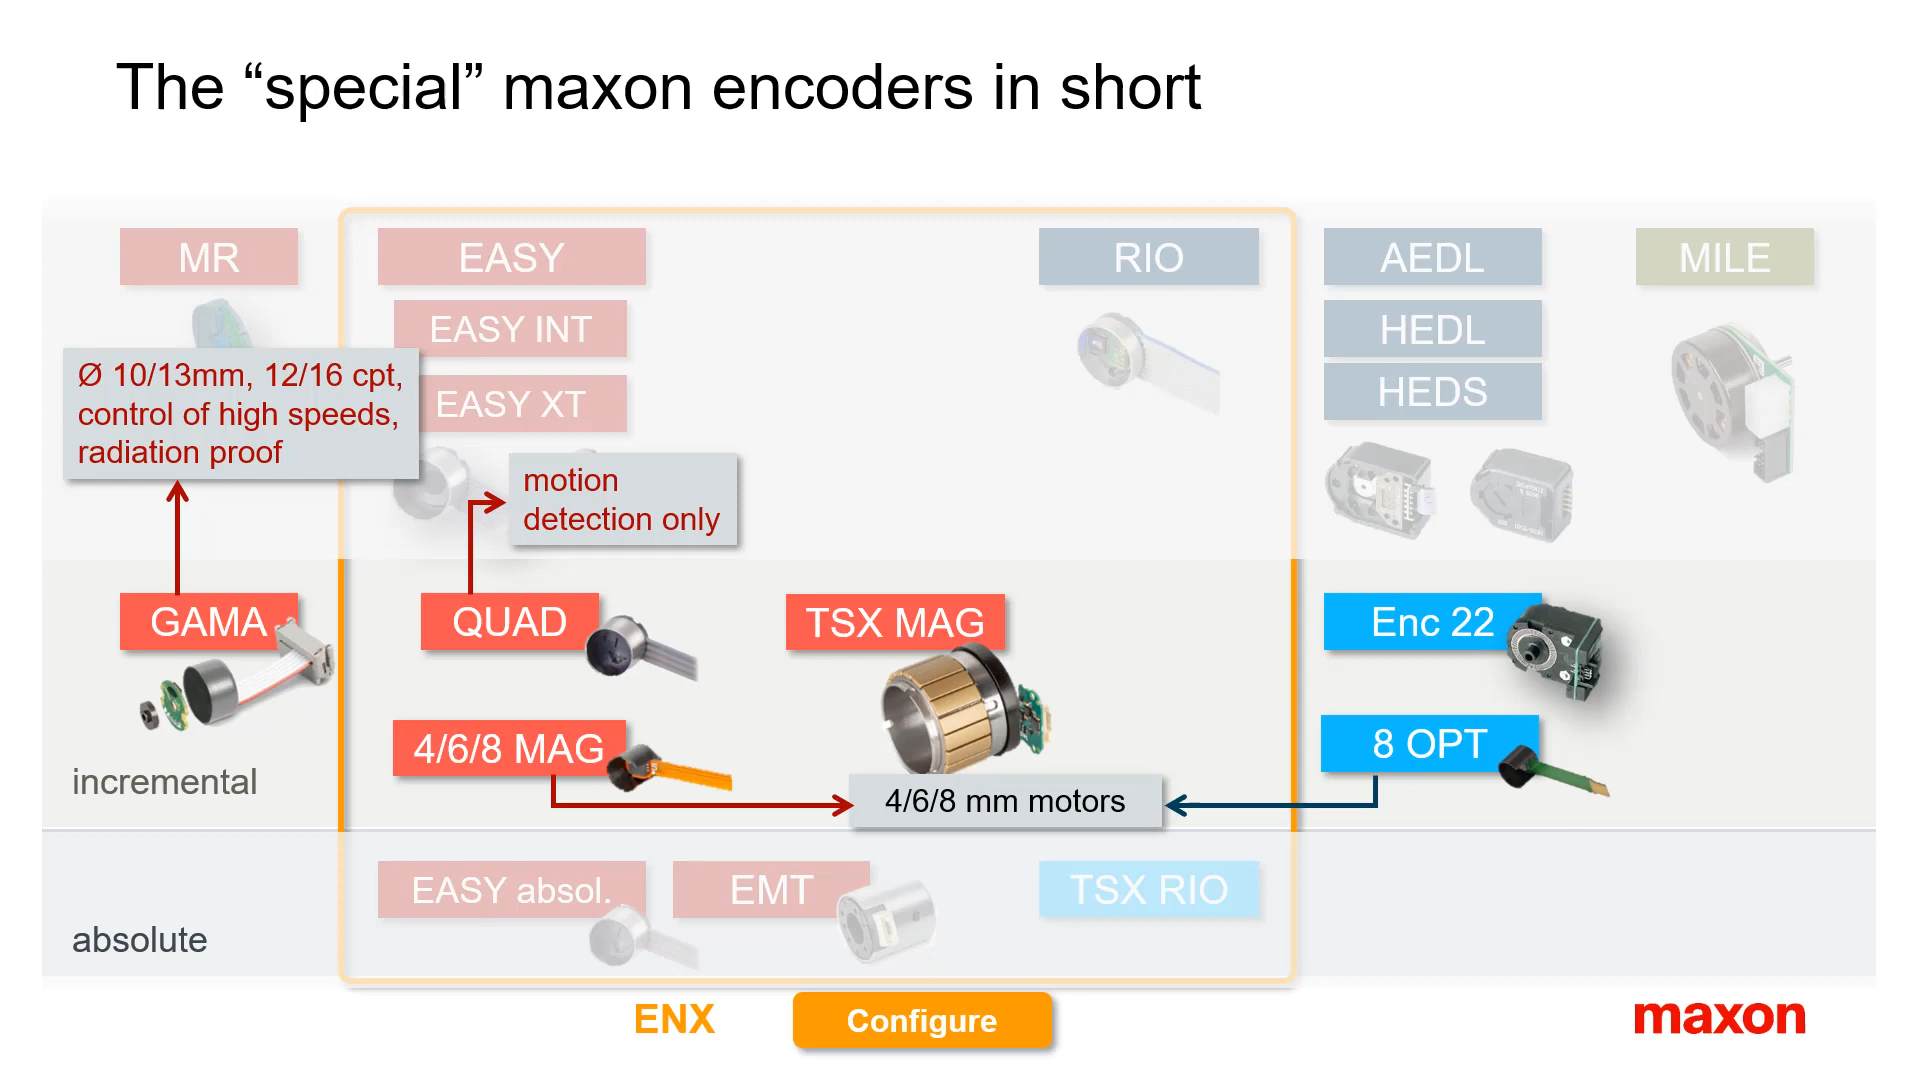 The “special” maxon encoders in short
MR
EASY
RIO
AEDL
MILE
EASY INT
HEDL
Ø 10/13mm, 12/16 cpt,
control of high speeds,
radiation proof
EASY XT
HEDS
motion
detection only
GAMA
QUAD
TSX MAG
Enc 22
4/6/8 MAG
8 OPT
incremental
4/6/8 mm motors
EASY absol.
EMT
TSX RIO
absolute
ENX
Configure
maxon